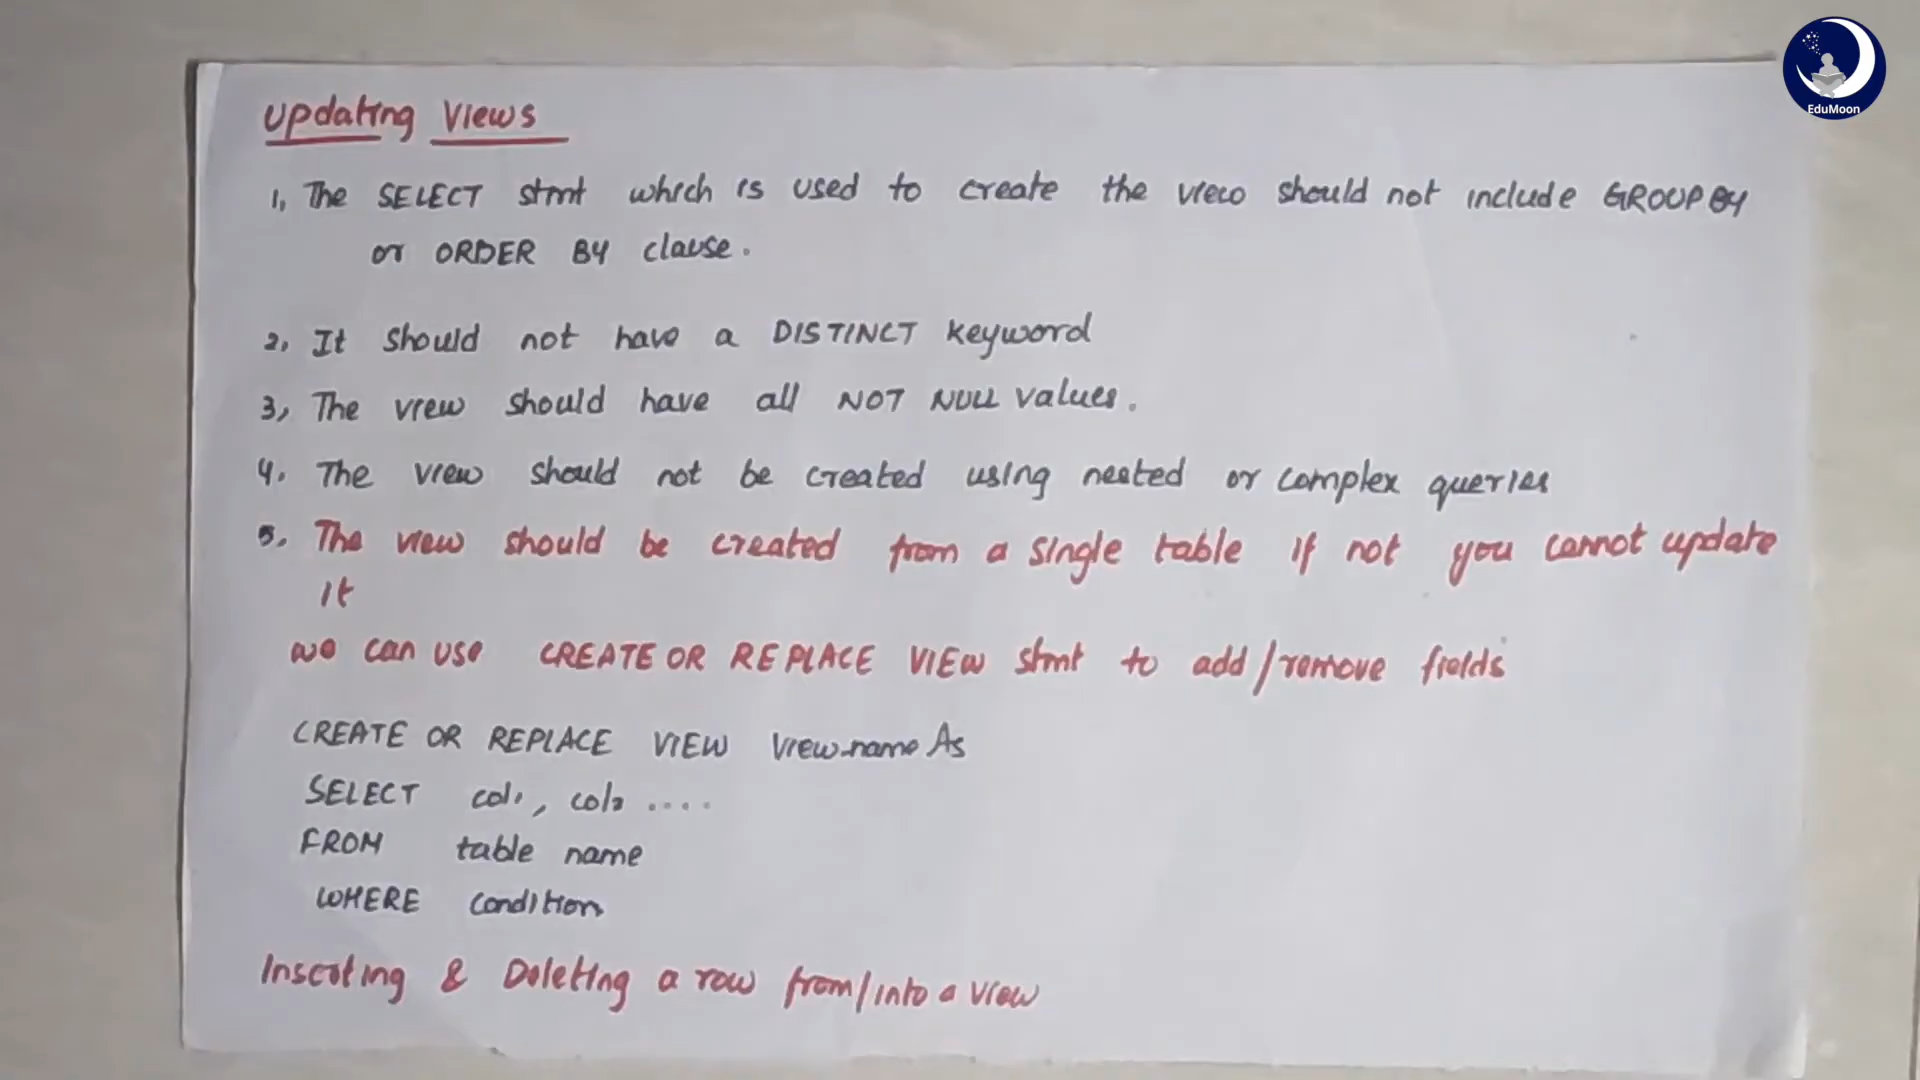 EduMoon
Updating Views
1, The SELECT stmt which is used to create the view should not include GROUP BY
or ORDER BY clause.
2, It should not have a DISTINCT keyword
3, The view should have all NOT NULL values.
4. The view should not be created using nested or complex queries
5. The view should be created from a single table if not you cannot update
it
we can use CREATE OR REPLACE VIEW stmt to add/remove fields
CREATE OR REPLACE VIEW view-name As
SELECT col1, col2 ....
FROM table name
WHERE condition
Inserting & Deleting a row from/into a view